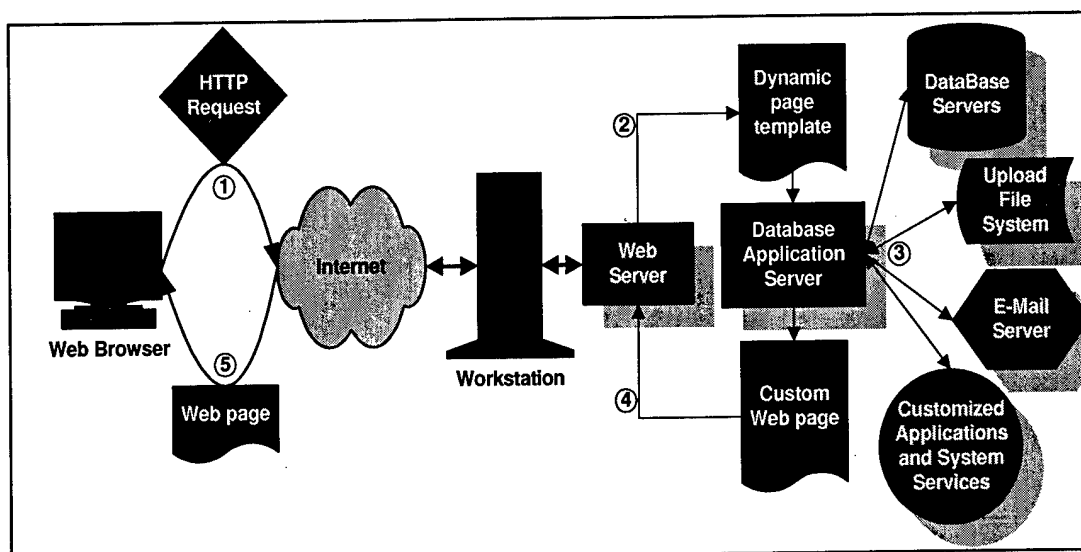 HTTP
Request
①
Web Browser
⑤
Web page
Internet
Workstation
Web
Server
②
④
Dynamic
page
template
Database
Application
Server
Custom
Web page
③
DataBase
Servers
Upload
File
System
E-Mail
Server
Customized
Applications
and System
Services